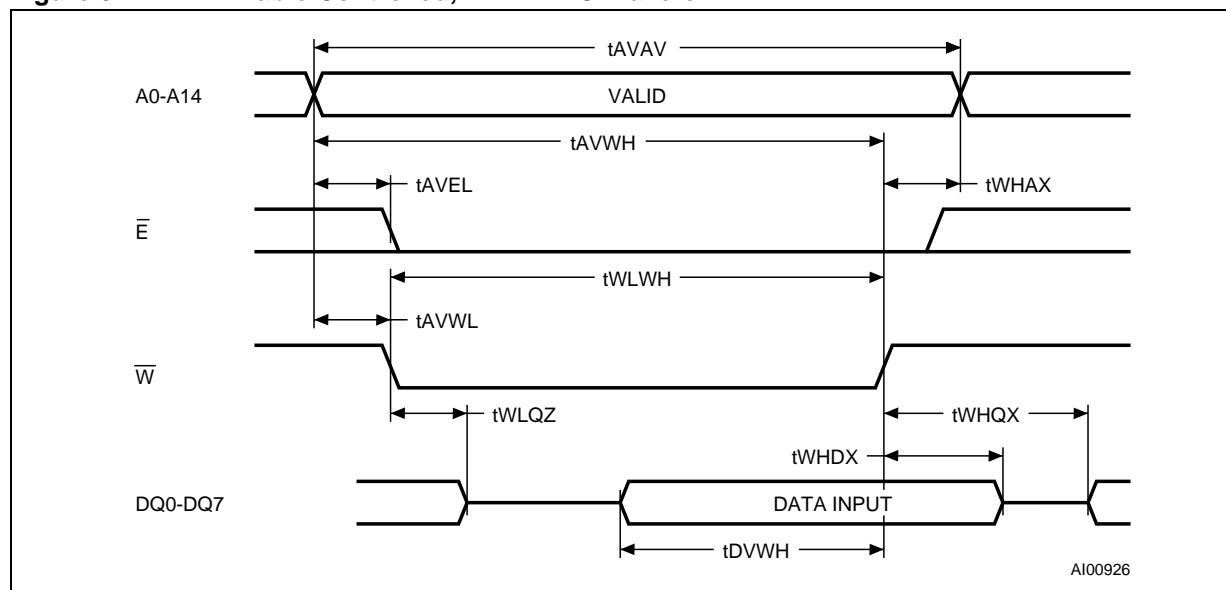 tAVAV
A0-A14
VALID
tAVWH
tAVEL
tWHAX
E̅
tWLWH
tAVWL
W̅
tWLQZ
tWHQX
tWHDX
DQ0-DQ7
DATA INPUT
tDVWH
AI00926